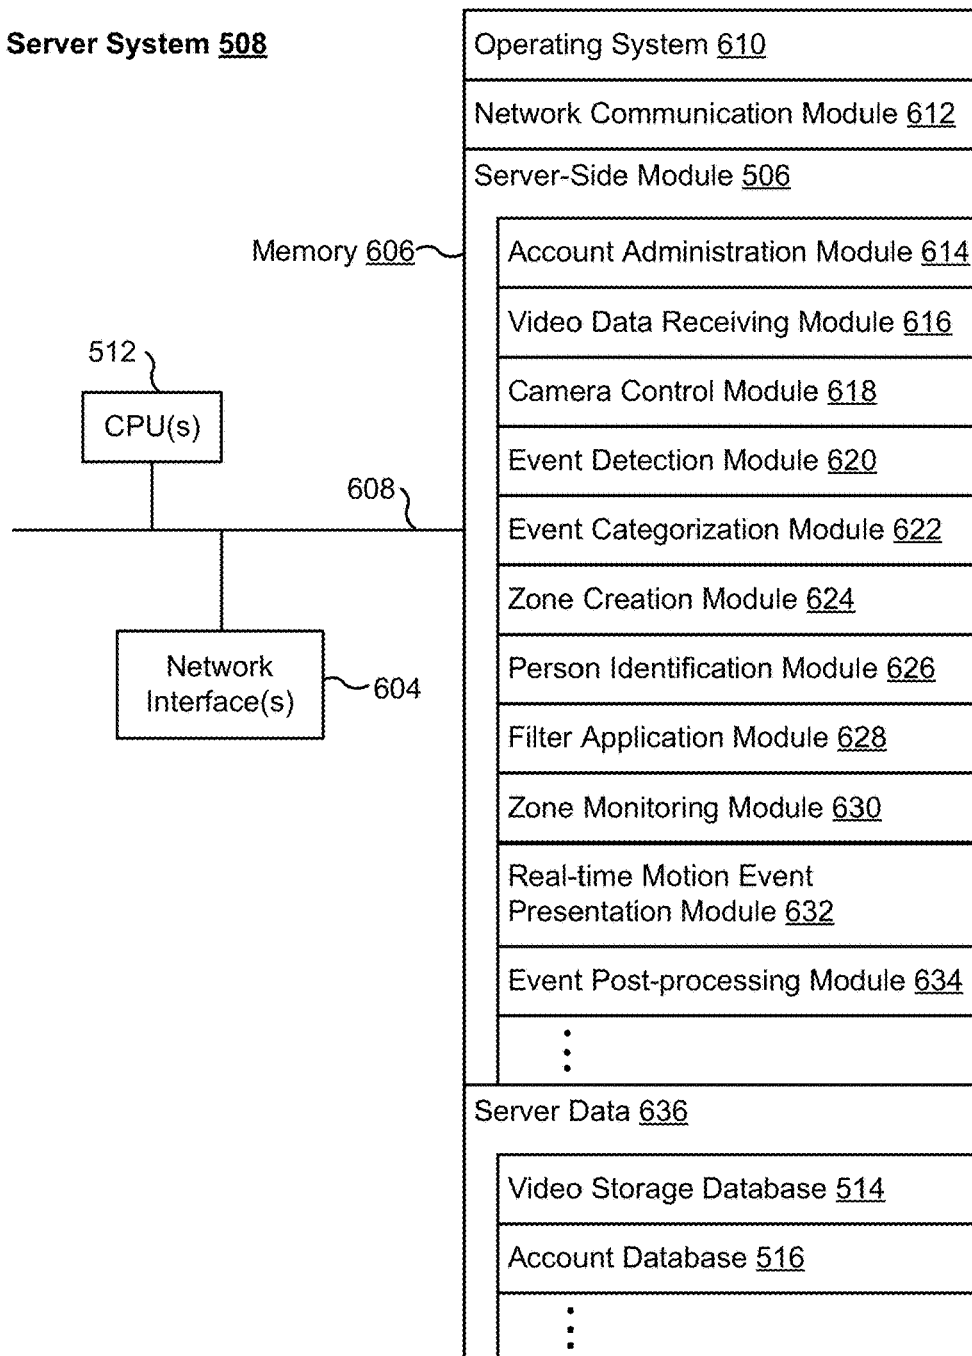 Server System 508
Operating System 610
Network Communication Module 612
Server-Side Module 506
Memory 606
Account Administration Module 614
Video Data Receiving Module 616
512
CPU(s)
Camera Control Module 618
Event Detection Module 620
608
Event Categorization Module 622
Zone Creation Module 624
Network
Interface(s)
604
Person Identification Module 626
Filter Application Module 628
Zone Monitoring Module 630
Real-time Motion Event
Presentation Module 632
Event Post-processing Module 634
Server Data 636
Video Storage Database 514
Account Database 516